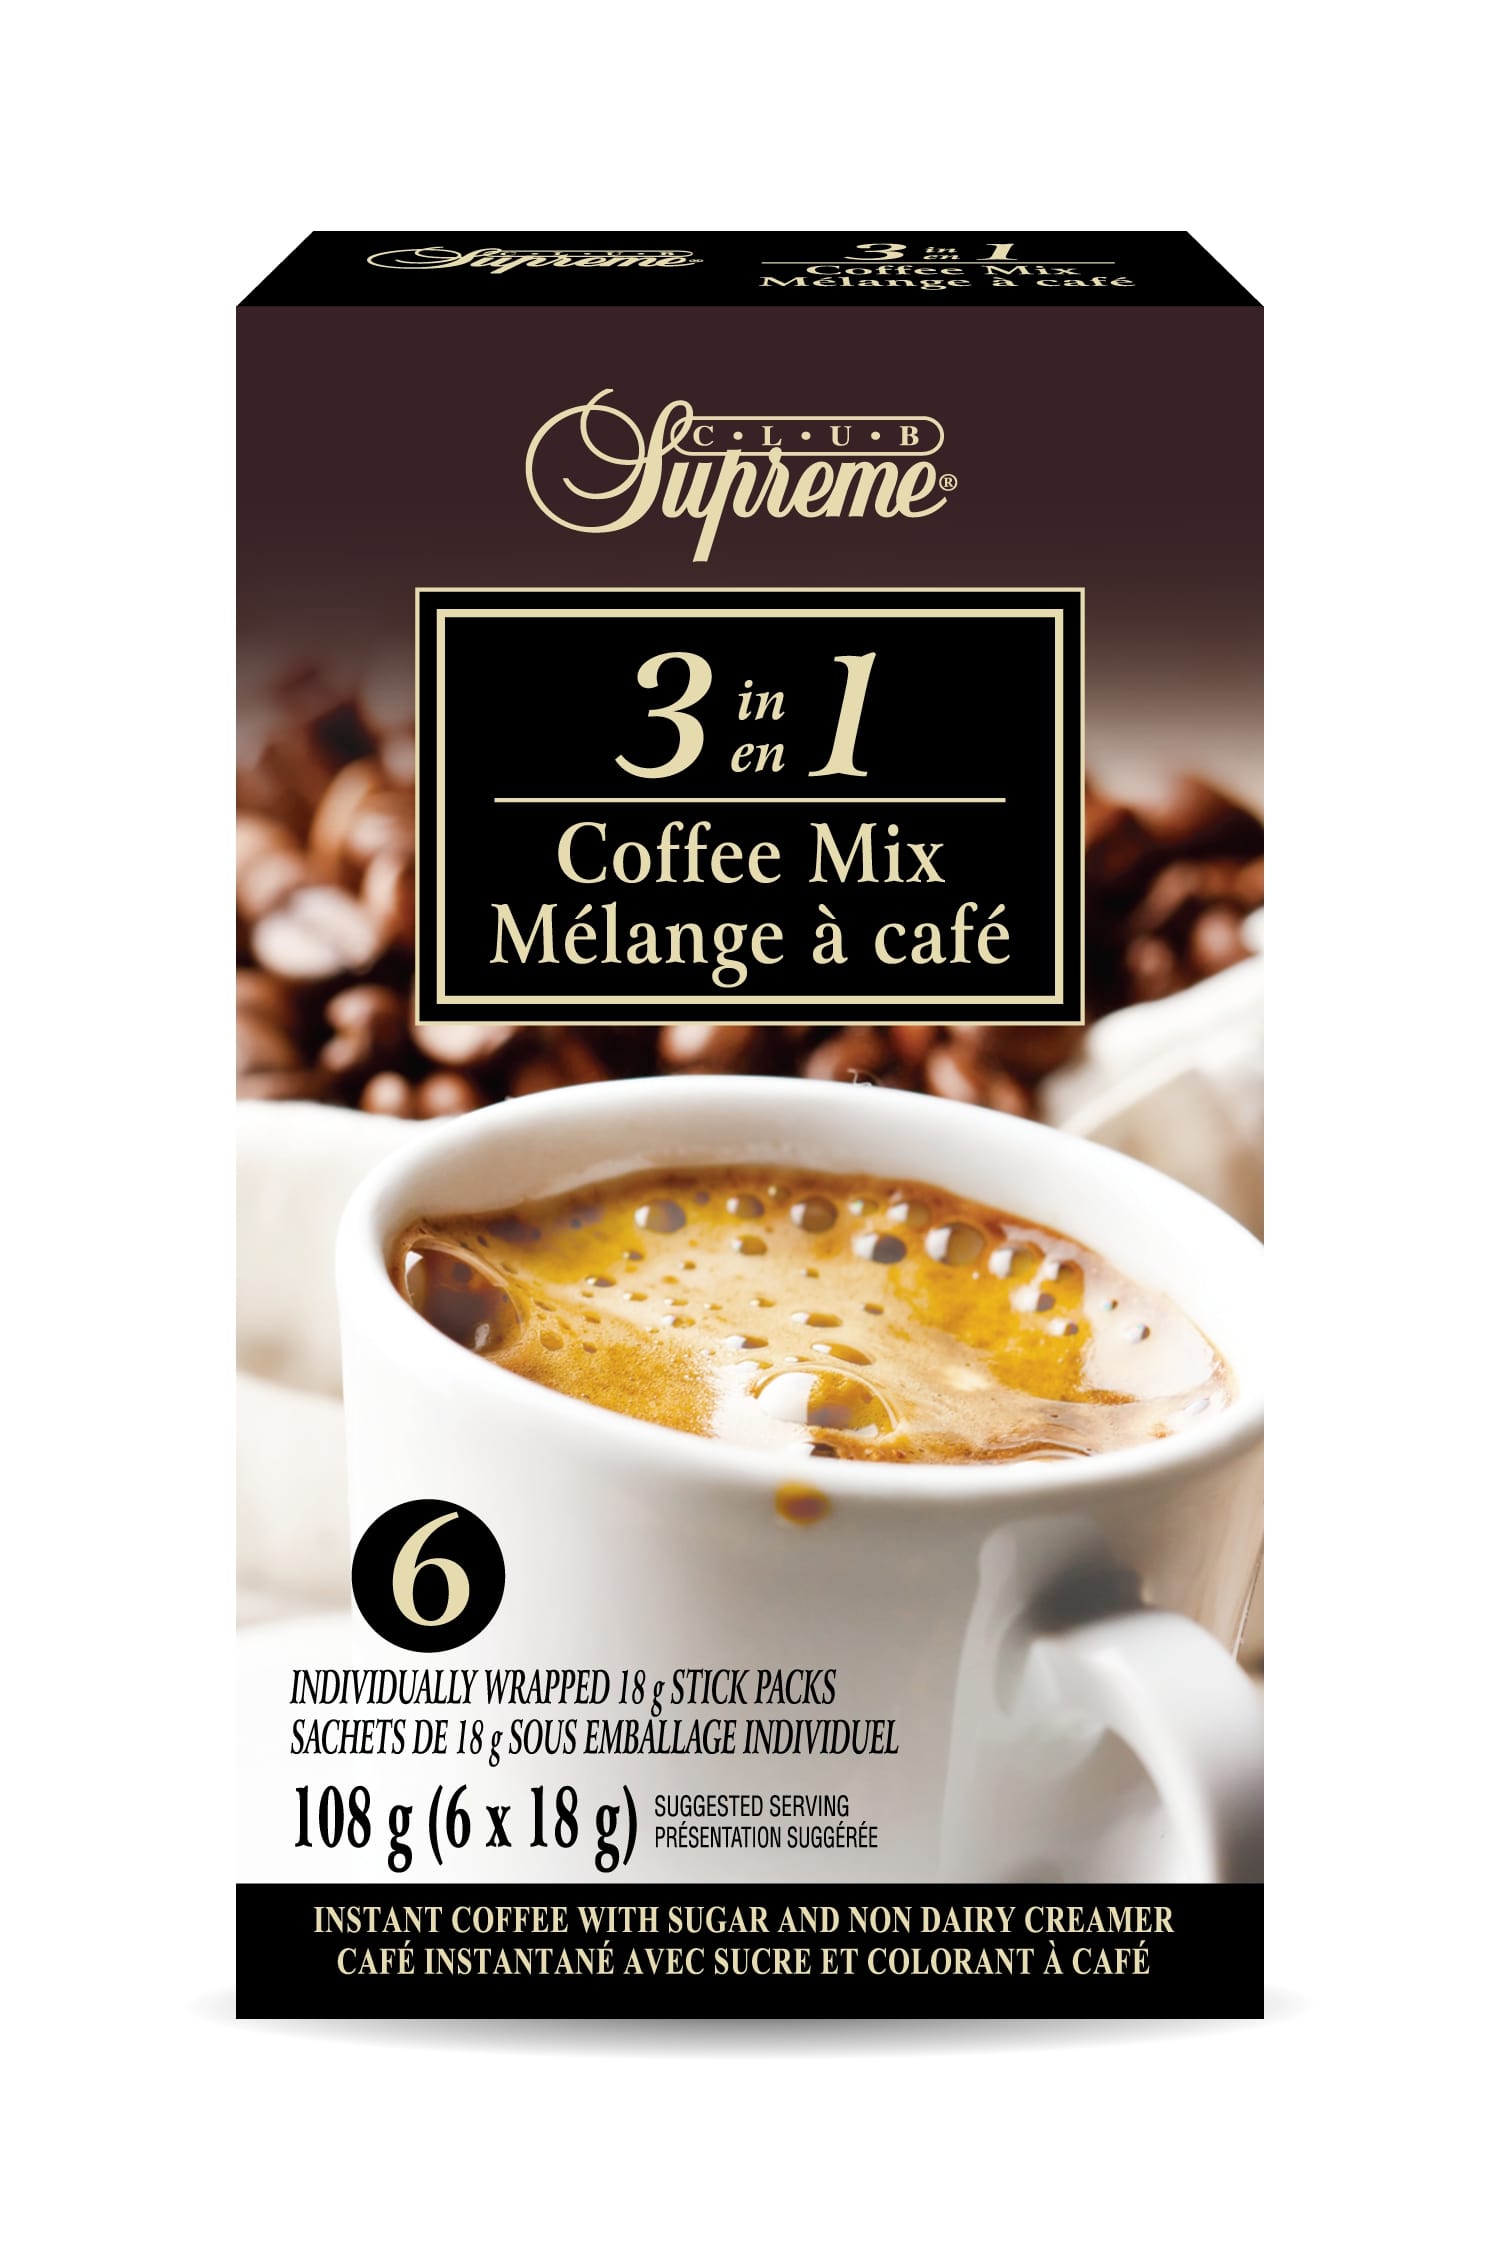 CLUB
Supreme®
3 in en 1
Coffee Mix
Mélange à café
C•L•U•B
Supreme®
3 in en 1
Coffee Mix
Mélange à café
6
INDIVIDUALLY WRAPPED 18 g STICK PACKS
SACHETS DE 18 g SOUS EMBALLAGE INDIVIDUEL
108 g (6 x 18 g)
SUGGESTED SERVING
PRÉSENTATION SUGGÉRÉE
INSTANT COFFEE WITH SUGAR AND NON DAIRY CREAMER
CAFÉ INSTANTANÉ AVEC SUCRE ET COLORANT À CAFÉ